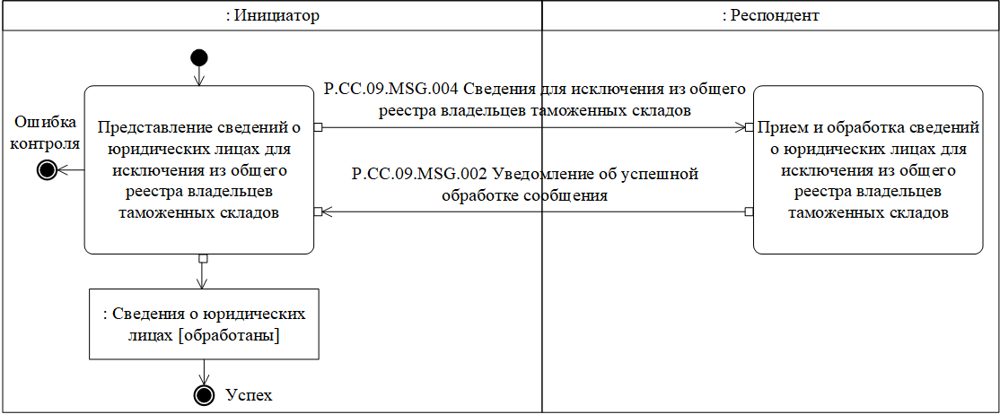 : Инициатор
: Респондент
Ошибка
контроля
Представление сведений о
юридических лицах для
исключения из общего
реестра владельцев
таможенных складов
P.CC.09.MSG.004 Сведения для исключения из общего
реестра владельцев таможенных складов
P.CC.09.MSG.002 Уведомление об успешной
обработке сообщения
Прием и обработка сведений
о юридических лицах для
исключения из общего
реестра владельцев
таможенных складов
: Сведения о юридических
лицах [обработаны]
Успех